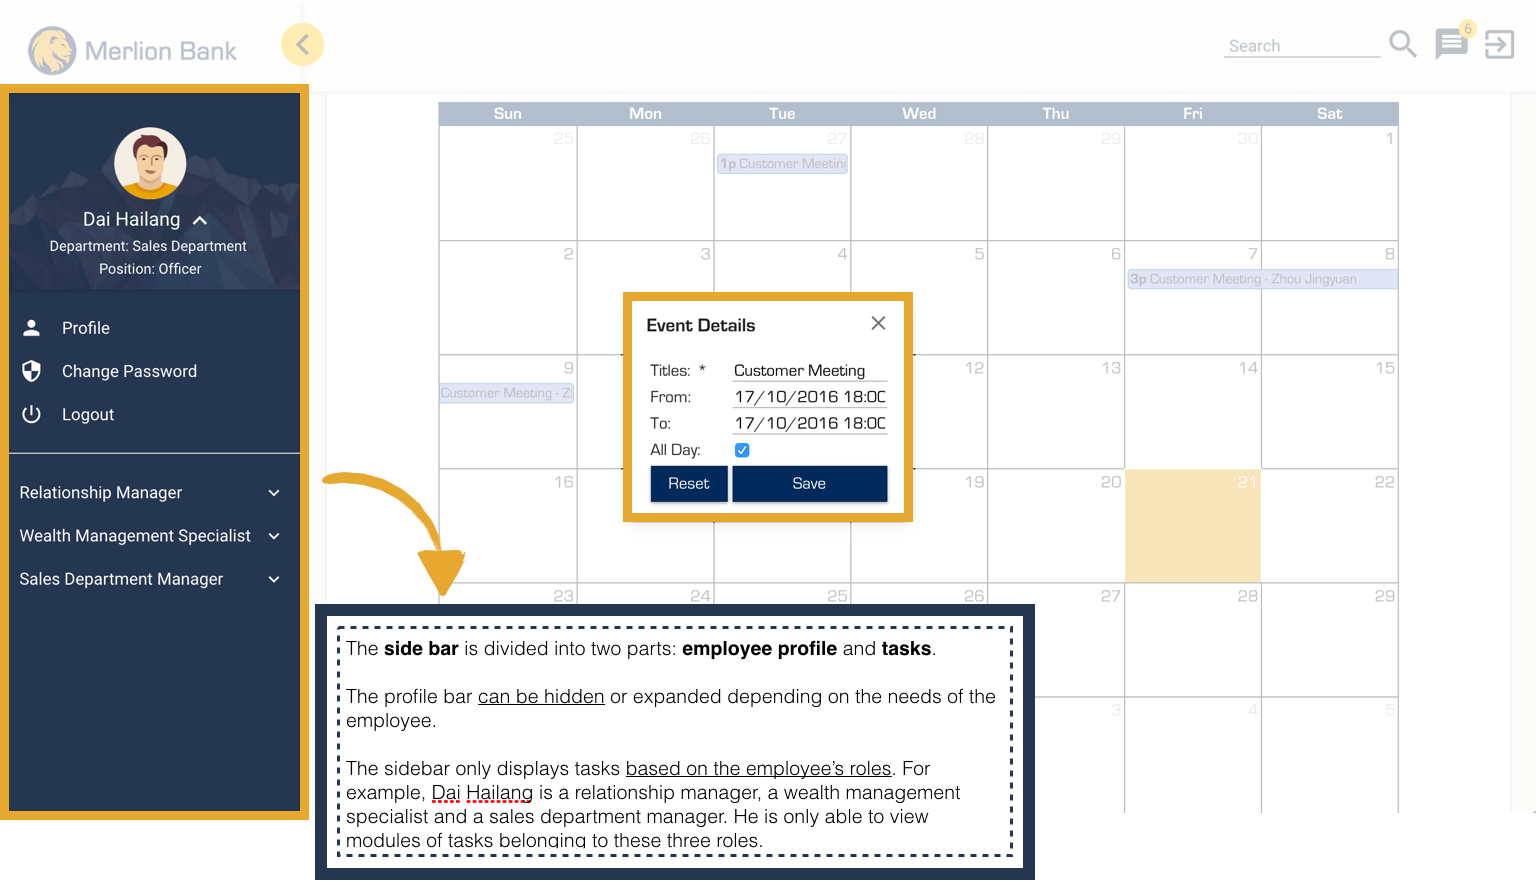 Merlion Bank
Search
6
Dai Hailang
Department: Sales Department
Position: Officer
Profile
Change Password
Logout
Relationship Manager
Wealth Management Specialist
Sales Department Manager
Sun Mon Tue Wed Thu Fri Sat
25 26 27 28 29 30 1
1p Customer Meetin
2 3 4 5 6 7 8
3p Customer Meeting - Zhou Jingyuan
9 12 13 14 15
Customer Meeting - Z
16 19 20 21 22
23 24 25 26 27 28 29
3 4 5
Event Details
Titles: * Customer Meeting
From: 17/10/2016 18:00
To: 17/10/2016 18:00
All Day:
Reset Save
The side bar is divided into two parts: employee profile and tasks.
The profile bar can be hidden or expanded depending on the needs of the
employee.
The sidebar only displays tasks based on the employee’s roles. For
example, Dai Hailang is a relationship manager, a wealth management
specialist and a sales department manager. He is only able to view
modules of tasks belonging to these three roles.